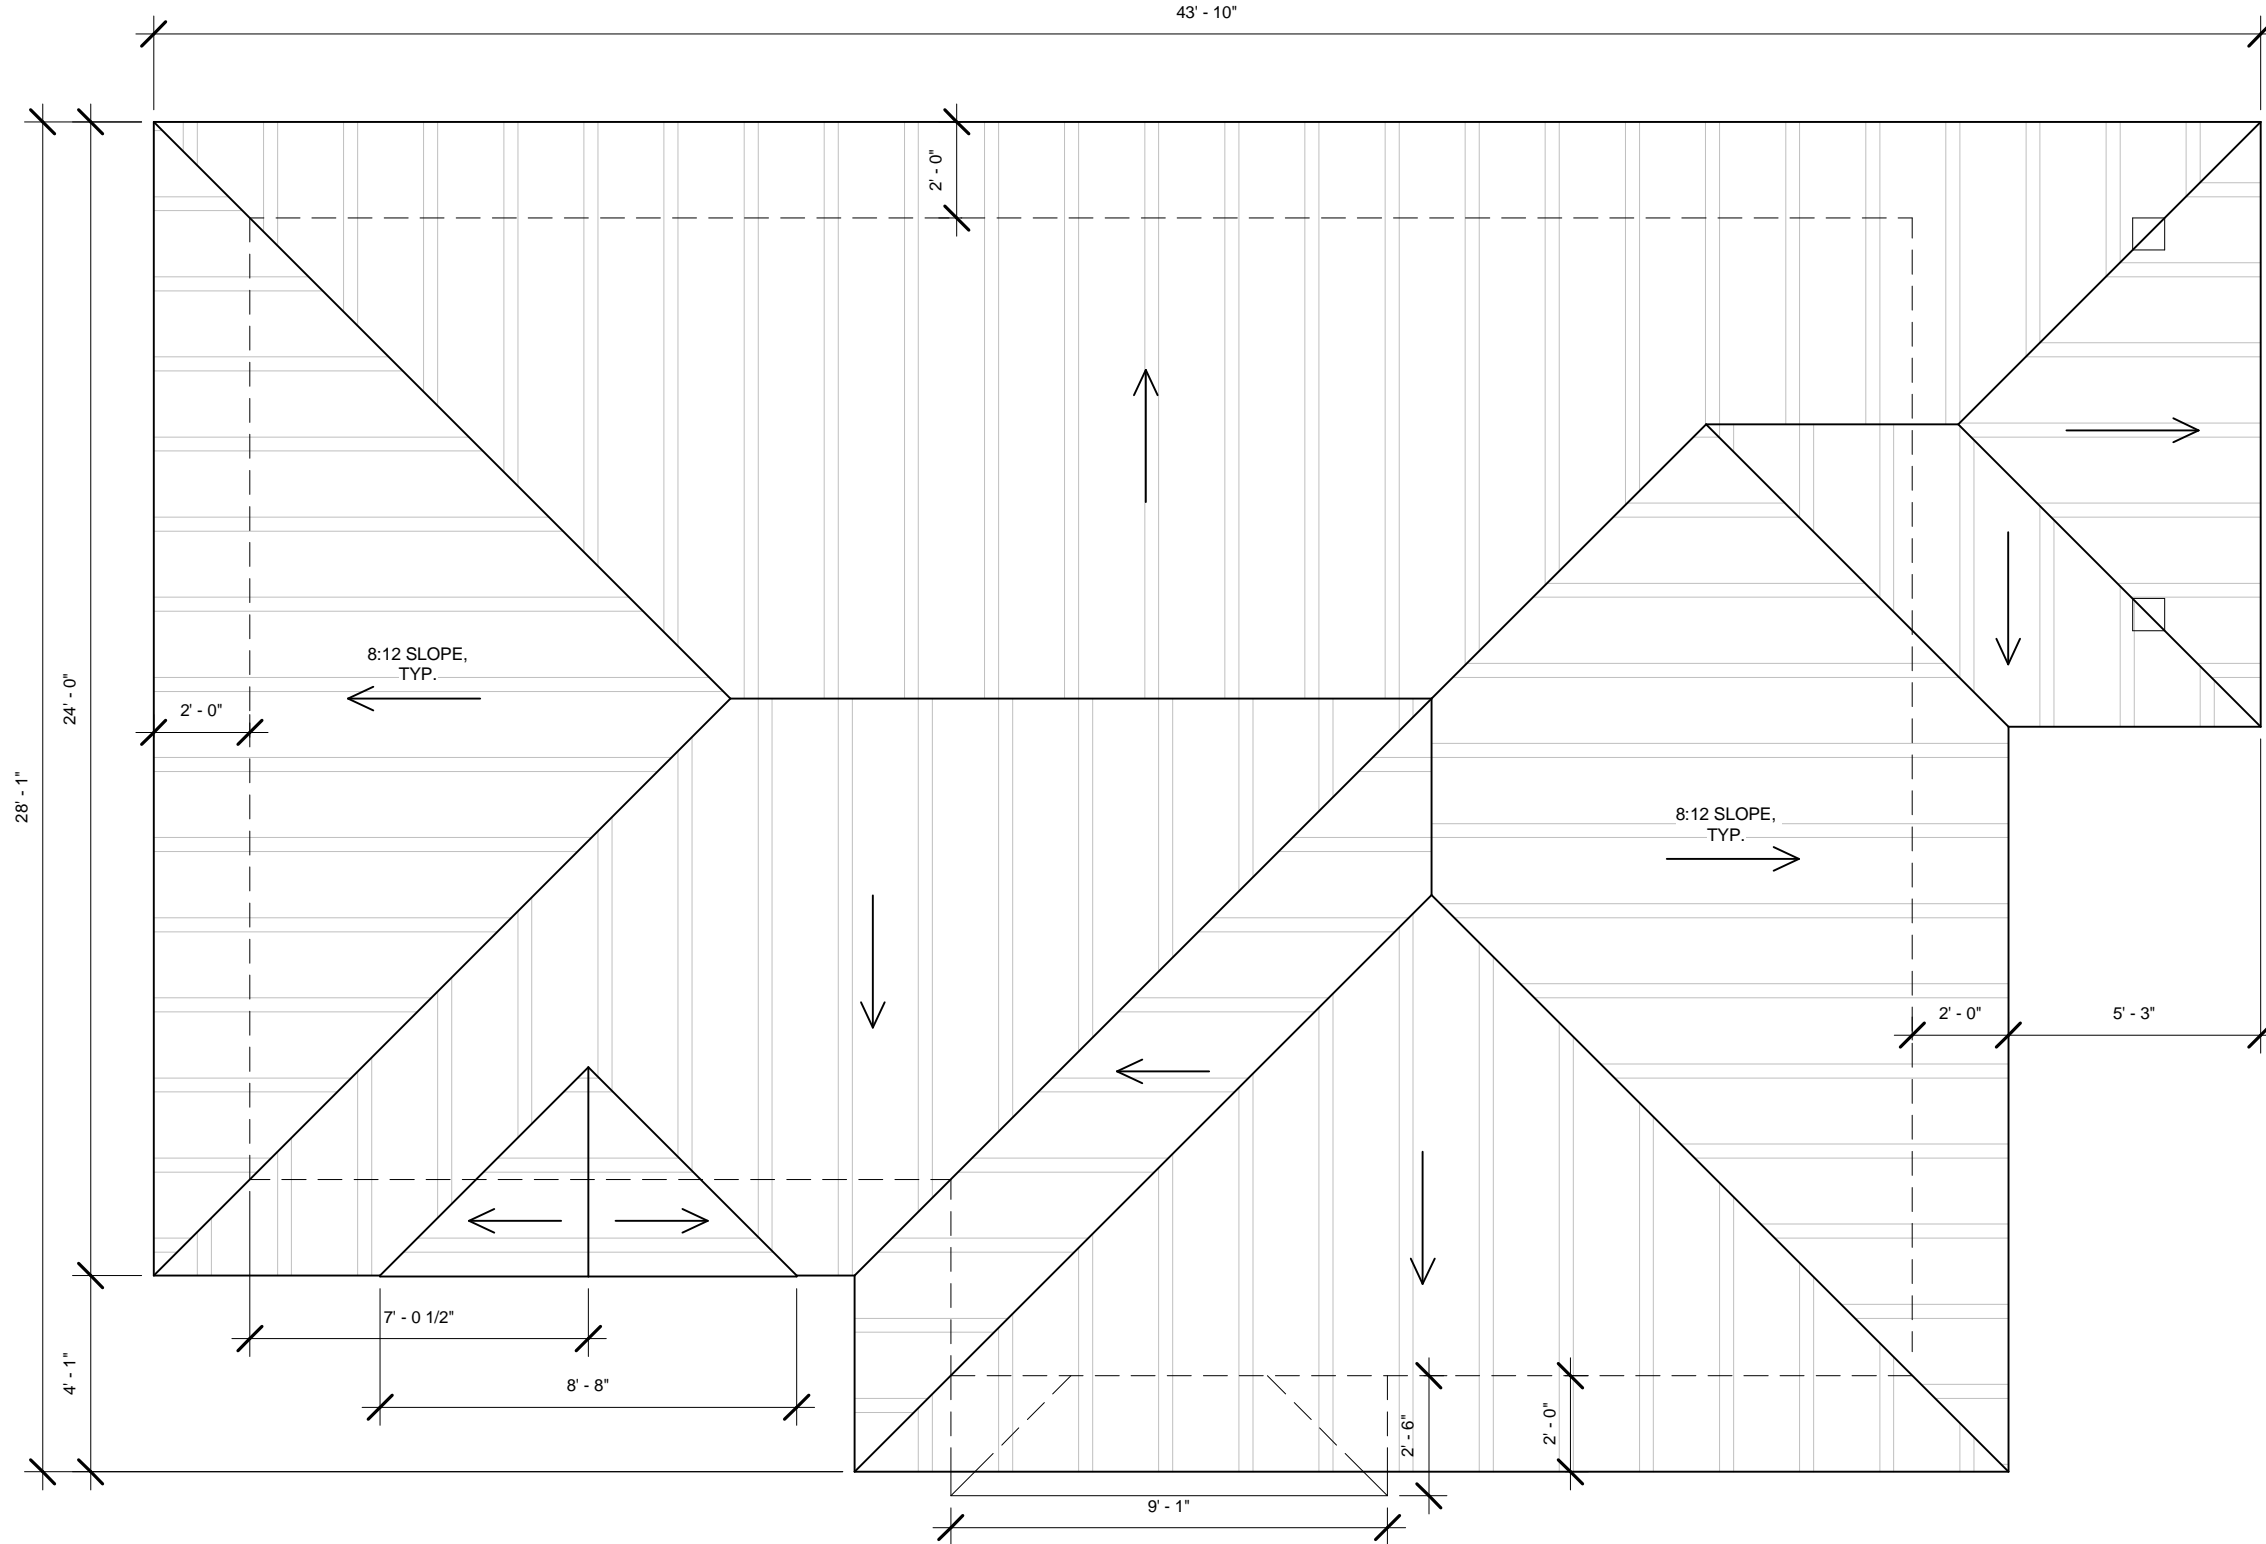 43' - 10"
2' - 0"
8:12 SLOPE,
TYP.
2' - 0"
24' - 0"
28' - 1"
8:12 SLOPE,
TYP.
2' - 0"
5' - 3"
7' - 0 1/2"
4' - 1"
8' - 8"
2' - 6"
2' - 0"
9' - 1"